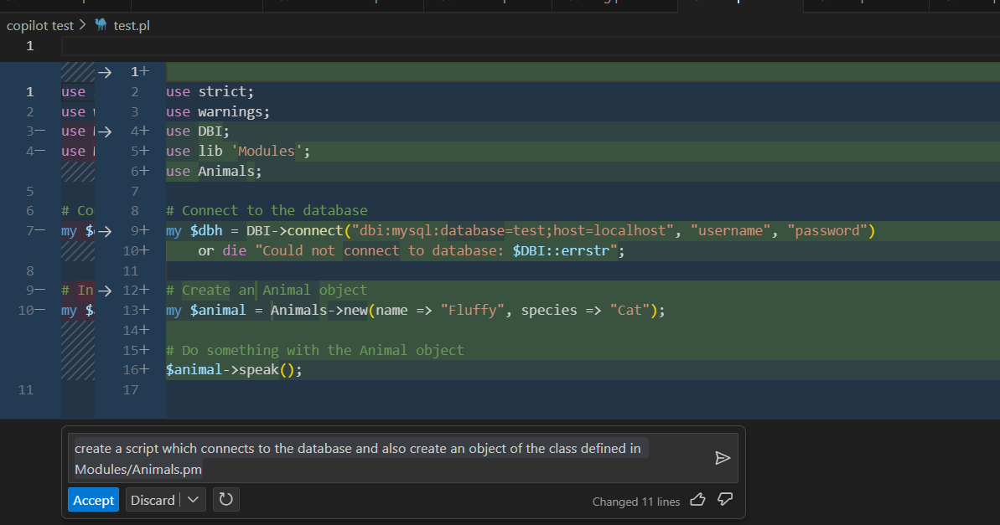 copilot test > test.pl
1
1+
1 use 2 use strict;
2 use 3 use warnings;
3— use 4+ use DBI;
4— use 5+ use lib 'Modules';
6+ use Animals;
5 7
6 # Co 8 # Connect to the database
7— my $ 9+ my $dbh = DBI->connect("dbi:mysql:database=test;host=localhost", "username", "password")
10+ or die "Could not connect to database: $DBI::errstr";
8 11
9— # In 12+ # Create an Animal object
10— my $ 13+ my $animal = Animals->new(name => "Fluffy", species => "Cat");
14+
15+ # Do something with the Animal object
16+ $animal->speak();
11 17
create a script which connects to the database and also create an object of the class defined in
Modules/Animals.pm
Accept Discard Changed 11 lines